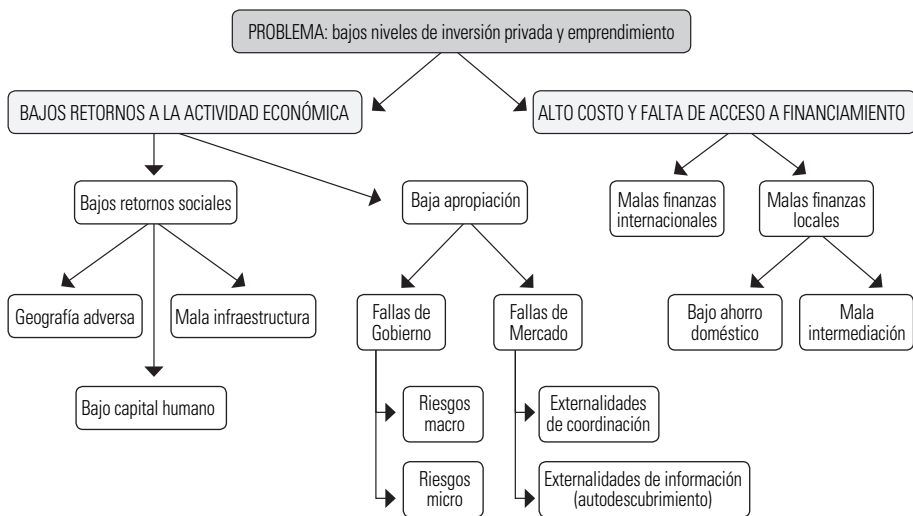 PROBLEMA: bajos niveles de inversión privada y emprendimiento
BAJOS RETORNOS A LA ACTIVIDAD ECONÓMICA
ALTO COSTO Y FALTA DE ACCESO A FINANCIAMIENTO
Bajos retornos sociales
Baja apropiación
Malas finanzas
internacionales
Malas finanzas
locales
Geografía adversa
Mala infraestructura
Bajo capital humano
Fallas de
Gobierno
Fallas de
Mercado
Bajo ahorro
doméstico
Mala
intermediación
Riesgos
macro
Externalidades
de coordinación
Riesgos
micro
Externalidades de información
(autodescubrimiento)